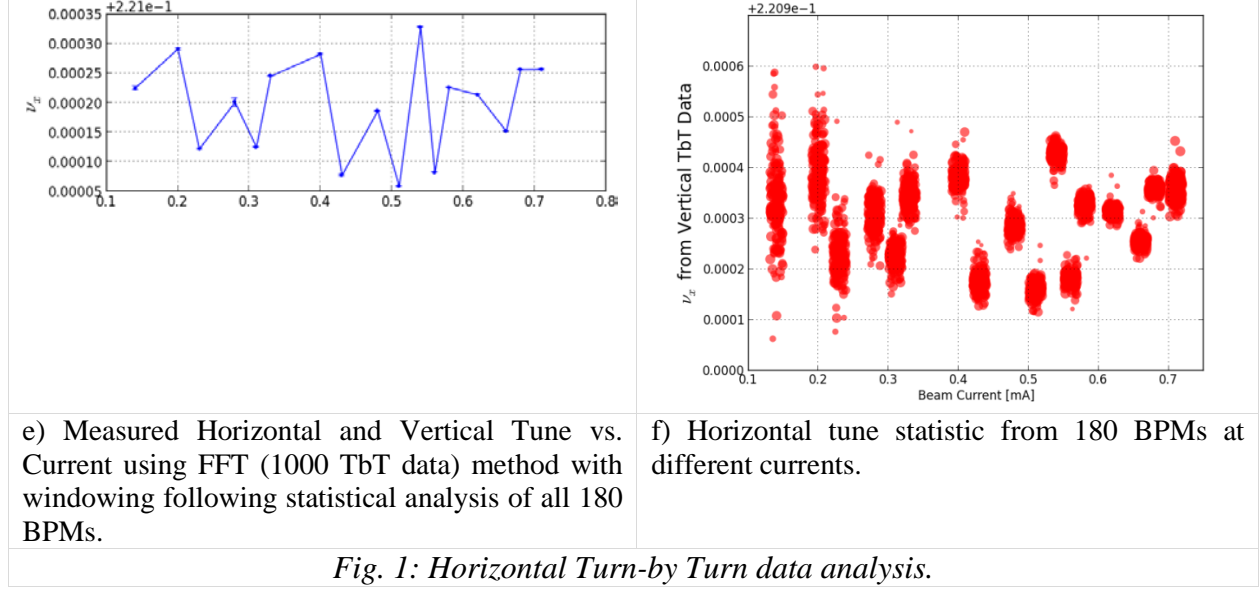 +2.21e−1
0.00035
0.00030
0.00025
0.00020
0.00015
0.00010
0.00005
νₓ
0.1 0.2 0.3 0.4 0.5 0.6 0.7 0.8
+2.209e−1
0.0006
0.0005
0.0004
0.0003
0.0002
0.0001
0.0000
νₓ from Vertical TbT Data
0.1 0.2 0.3 0.4 0.5 0.6 0.7
Beam Current [mA]
e) Measured Horizontal and Vertical Tune vs.
Current using FFT (1000 TbT data) method with
windowing following statistical analysis of all 180
BPMs.
f) Horizontal tune statistic from 180 BPMs at
different currents.
Fig. 1: Horizontal Turn-by Turn data analysis.